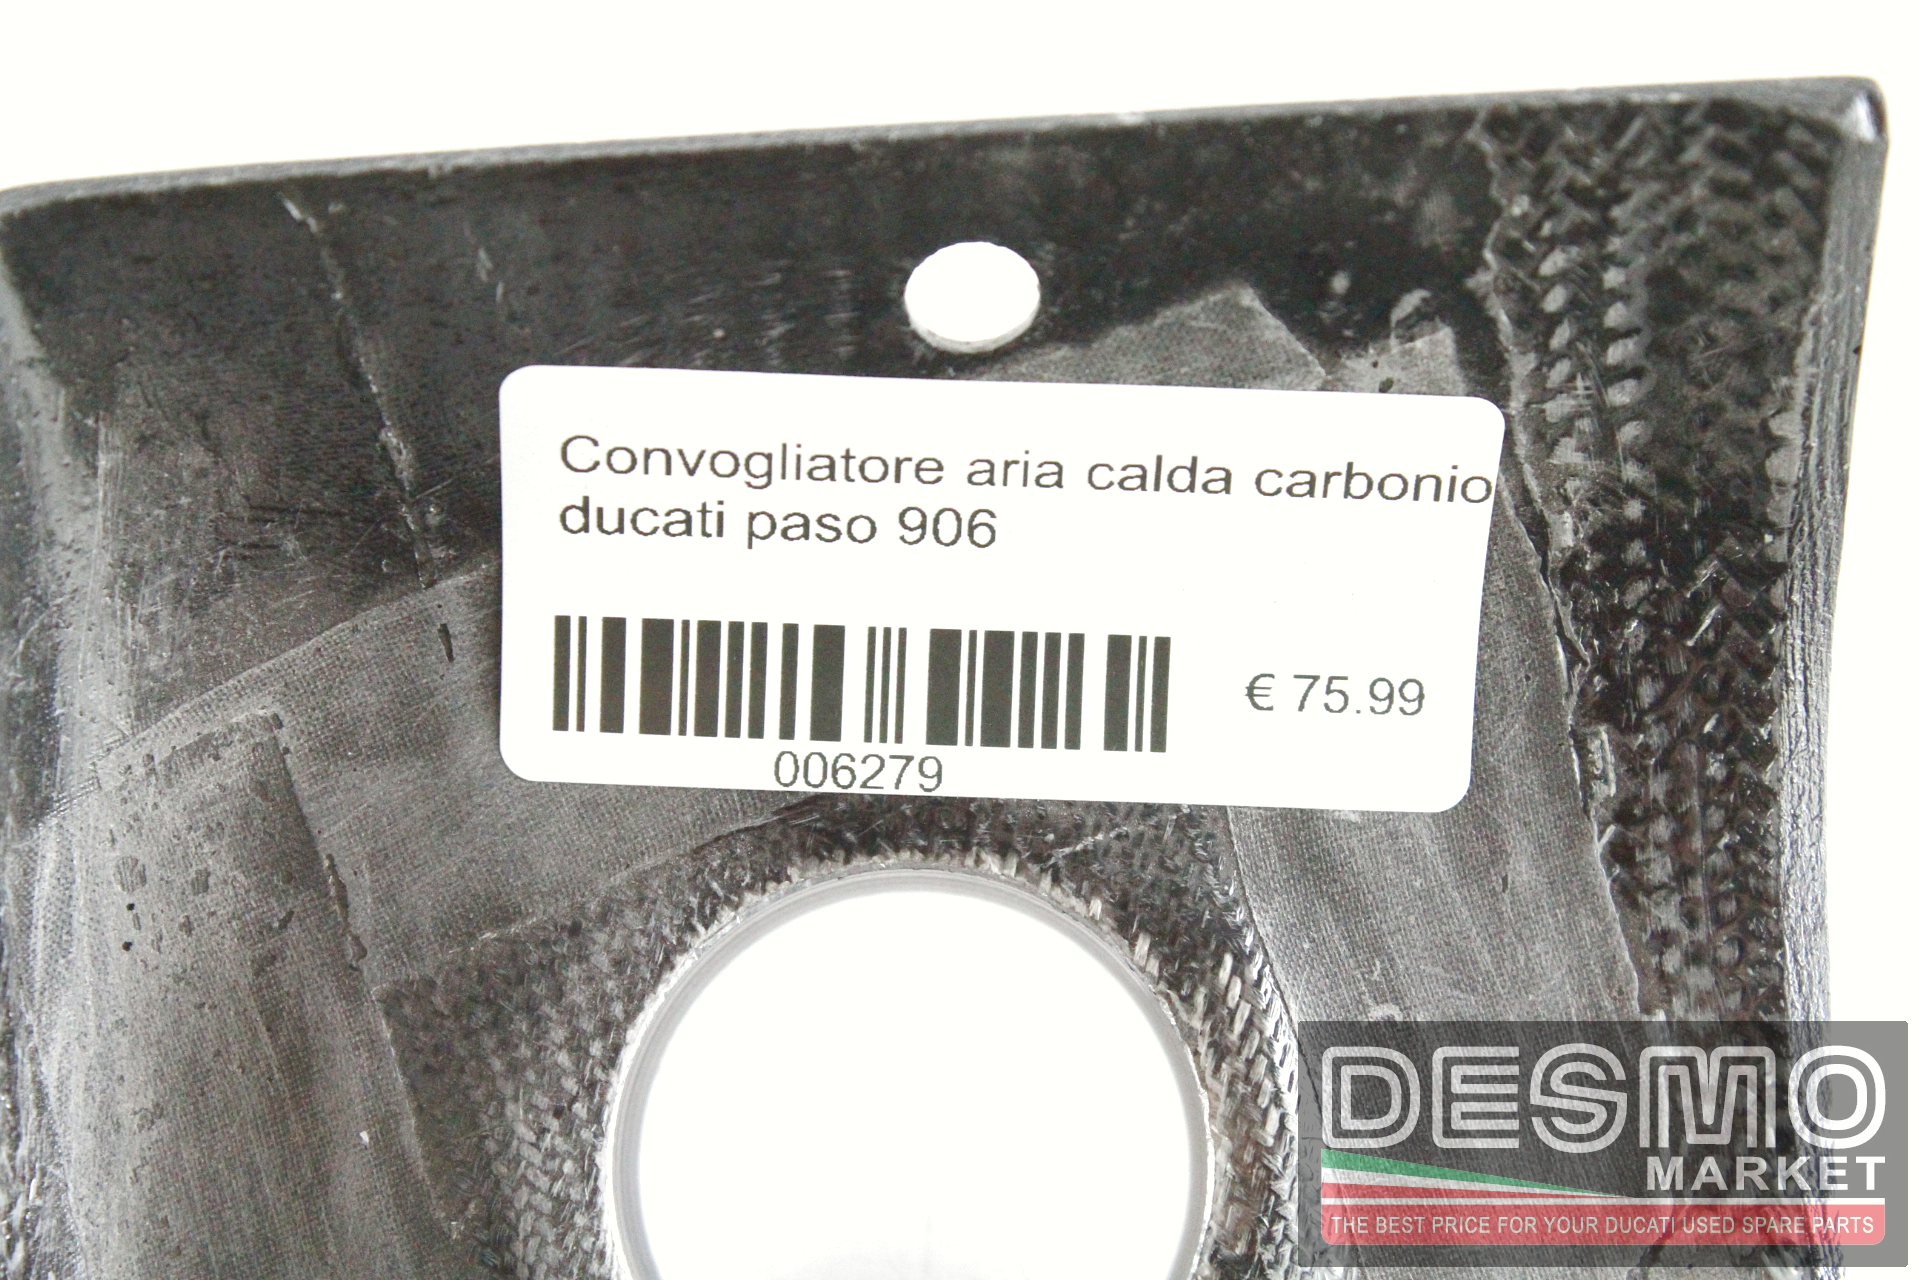 Convogliatore aria calda carbonio
ducati paso 906
€ 75.99
006279
DESMO
MARKET
THE BEST PRICE FOR YOUR DUCATI USED SPARE PARTS